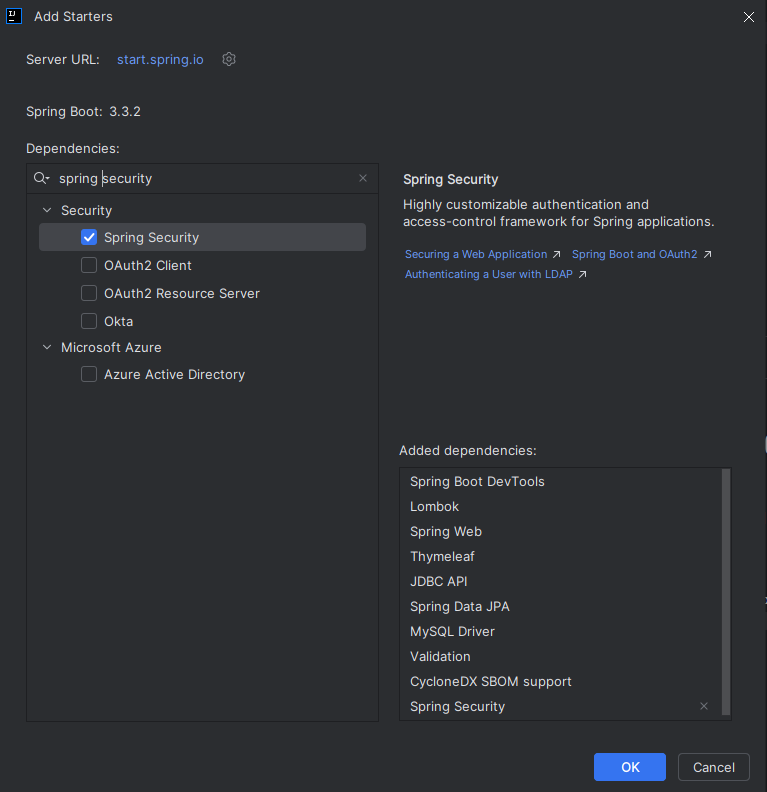 Add Starters
Server URL: start.spring.io
Spring Boot: 3.3.2
Dependencies:
spring security
Security
Spring Security
OAuth2 Client
OAuth2 Resource Server
Okta
Microsoft Azure
Azure Active Directory
Spring Security
Highly customizable authentication and
access-control framework for Spring applications.
Securing a Web Application ↗ Spring Boot and OAuth2 ↗
Authenticating a User with LDAP ↗
Added dependencies:
Spring Boot DevTools
Lombok
Spring Web
Thymeleaf
JDBC API
Spring Data JPA
MySQL Driver
Validation
CycloneDX SBOM support
Spring Security
OK
Cancel